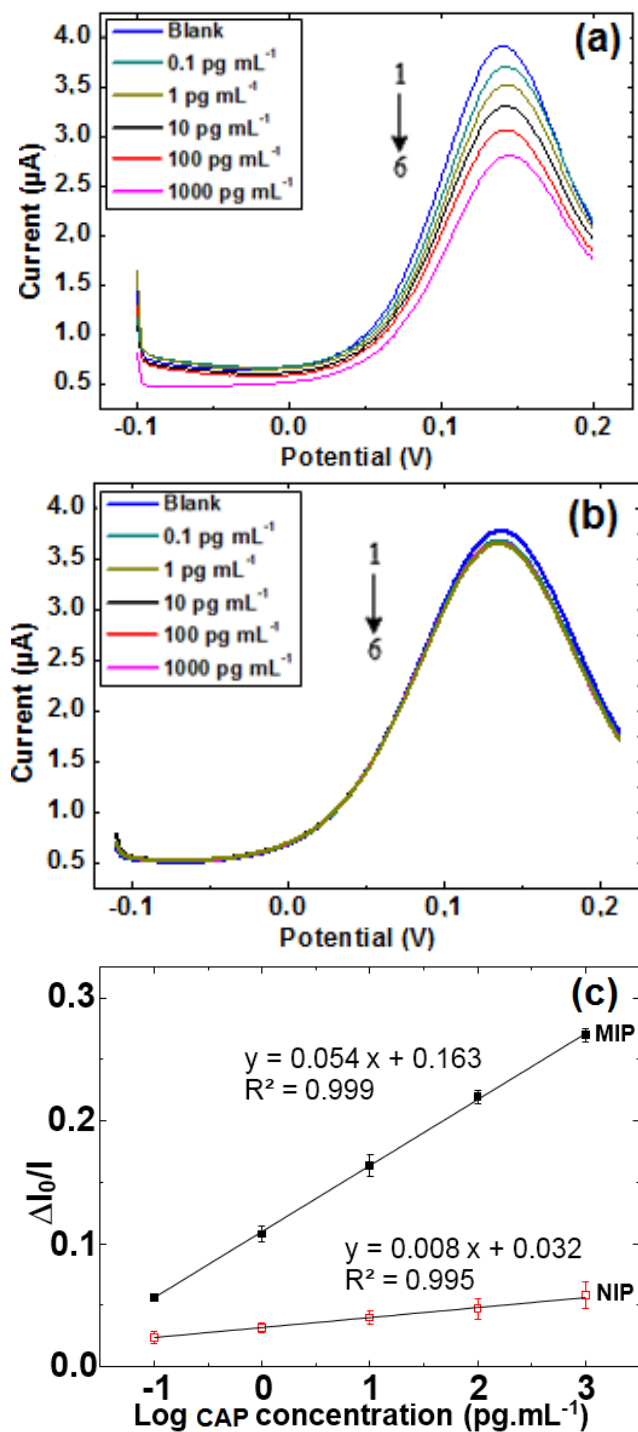 (a)
Blank
0.1 pg mL⁻¹
1 pg mL⁻¹
10 pg mL⁻¹
100 pg mL⁻¹
1000 pg mL⁻¹
1
6
4.0
3.5
3.0
2.5
2.0
1.5
1.0
0.5
Current (µA)
-0.1 0.0 0,1 0,2
Potential (V)
(b)
Blank
0.1 pg mL⁻¹
1 pg mL⁻¹
10 pg mL⁻¹
100 pg mL⁻¹
1000 pg mL⁻¹
1
6
4.0
3.5
3.0
2.5
2.0
1.5
1.0
0.5
Current (µA)
-0.1 0.0 0,1 0,2
Potential (V)
(c)
0.3
0.2
0.1
0.0
ΔI₀/I
MIP
y = 0.054 x + 0.163
R² = 0.999
y = 0.008 x + 0.032
R² = 0.995
NIP
-1 0 1 2 3
Log CAP concentration (pg.mL⁻¹)